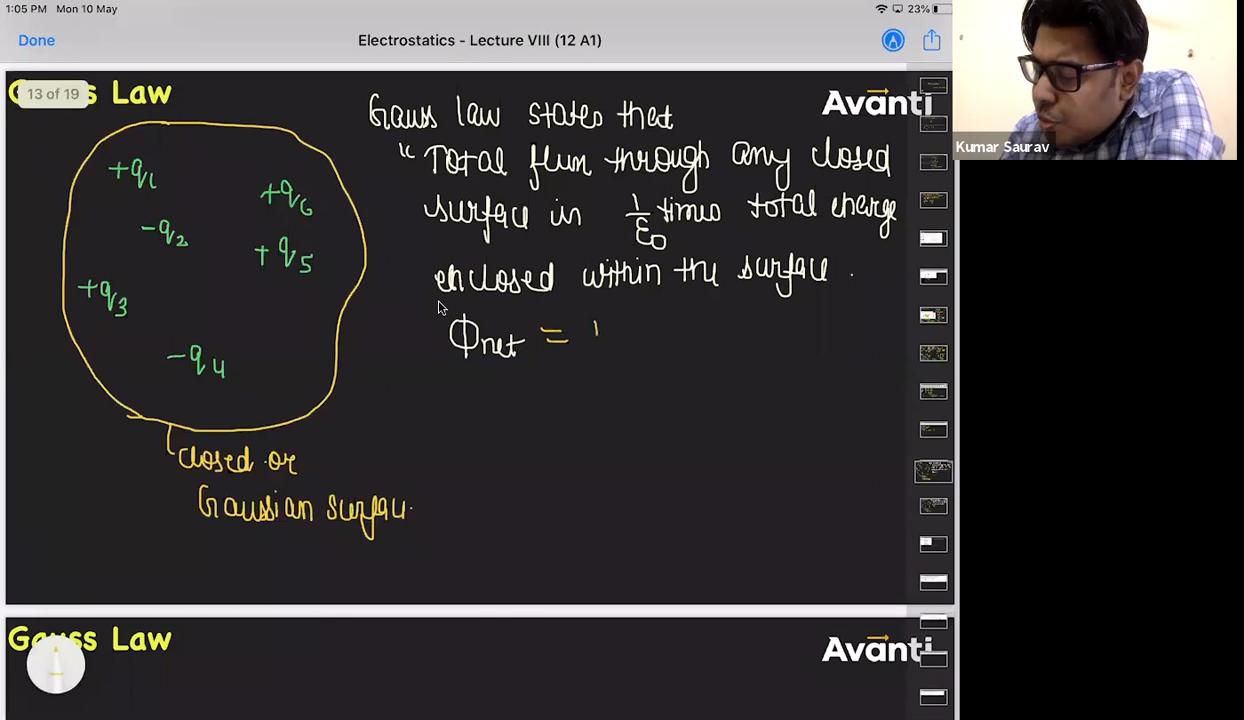 1:05 PM Mon 10 May
23%
Done
Electrostatics - Lecture VIII (12 A1)
13 of 19
Law
Avanti
Gauss law states that
"Total flux through any closed
surface is 1/ε0 times total charge
enclosed within the surface.
Φnet =
+q1
+q6
-q2
+q5
+q3
-q4
closed or
Gaussian surface
Kumar Saurav
Gauss Law
Avanti